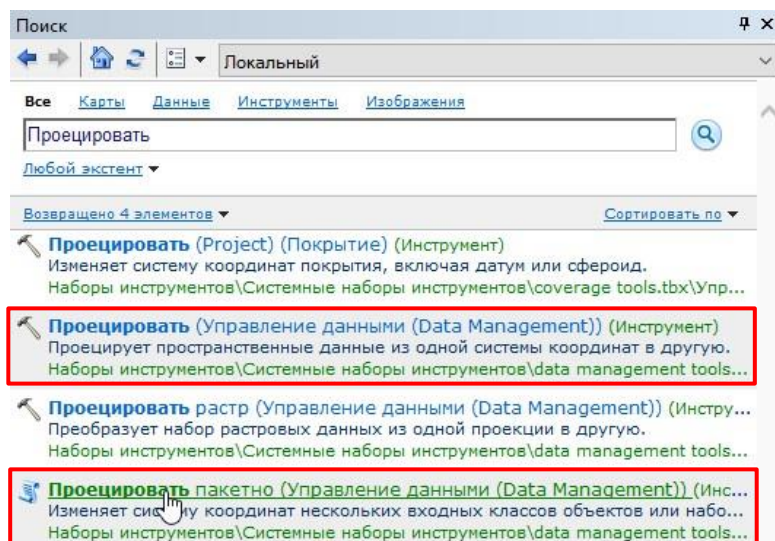 Поиск
Локальный
Все Карты Данные Инструменты Изображения
Проецировать
Любой экстент
Возвращено 4 элементов Сортировать по
Проецировать (Project) (Покрытие) (Инструмент)
Изменяет систему координат покрытия, включая датум или сфероид.
Наборы инструментов\Системные наборы инструментов\coverage tools.tbx\Упр...
Проецировать (Управление данными (Data Management)) (Инструмент)
Проецирует пространственные данные из одной системы координат в другую.
Наборы инструментов\Системные наборы инструментов\data management tools...
Проецировать растр (Управление данными (Data Management)) (Инстру...
Преобразует набор растровых данных из одной проекции в другую.
Наборы инструментов\Системные наборы инструментов\data management tools...
Проецировать пакетно (Управление данными (Data Management)) (Инс...
Изменяет систему координат нескольких входных классов объектов или набо...
Наборы инструментов\Системные наборы инструментов\data management tools...